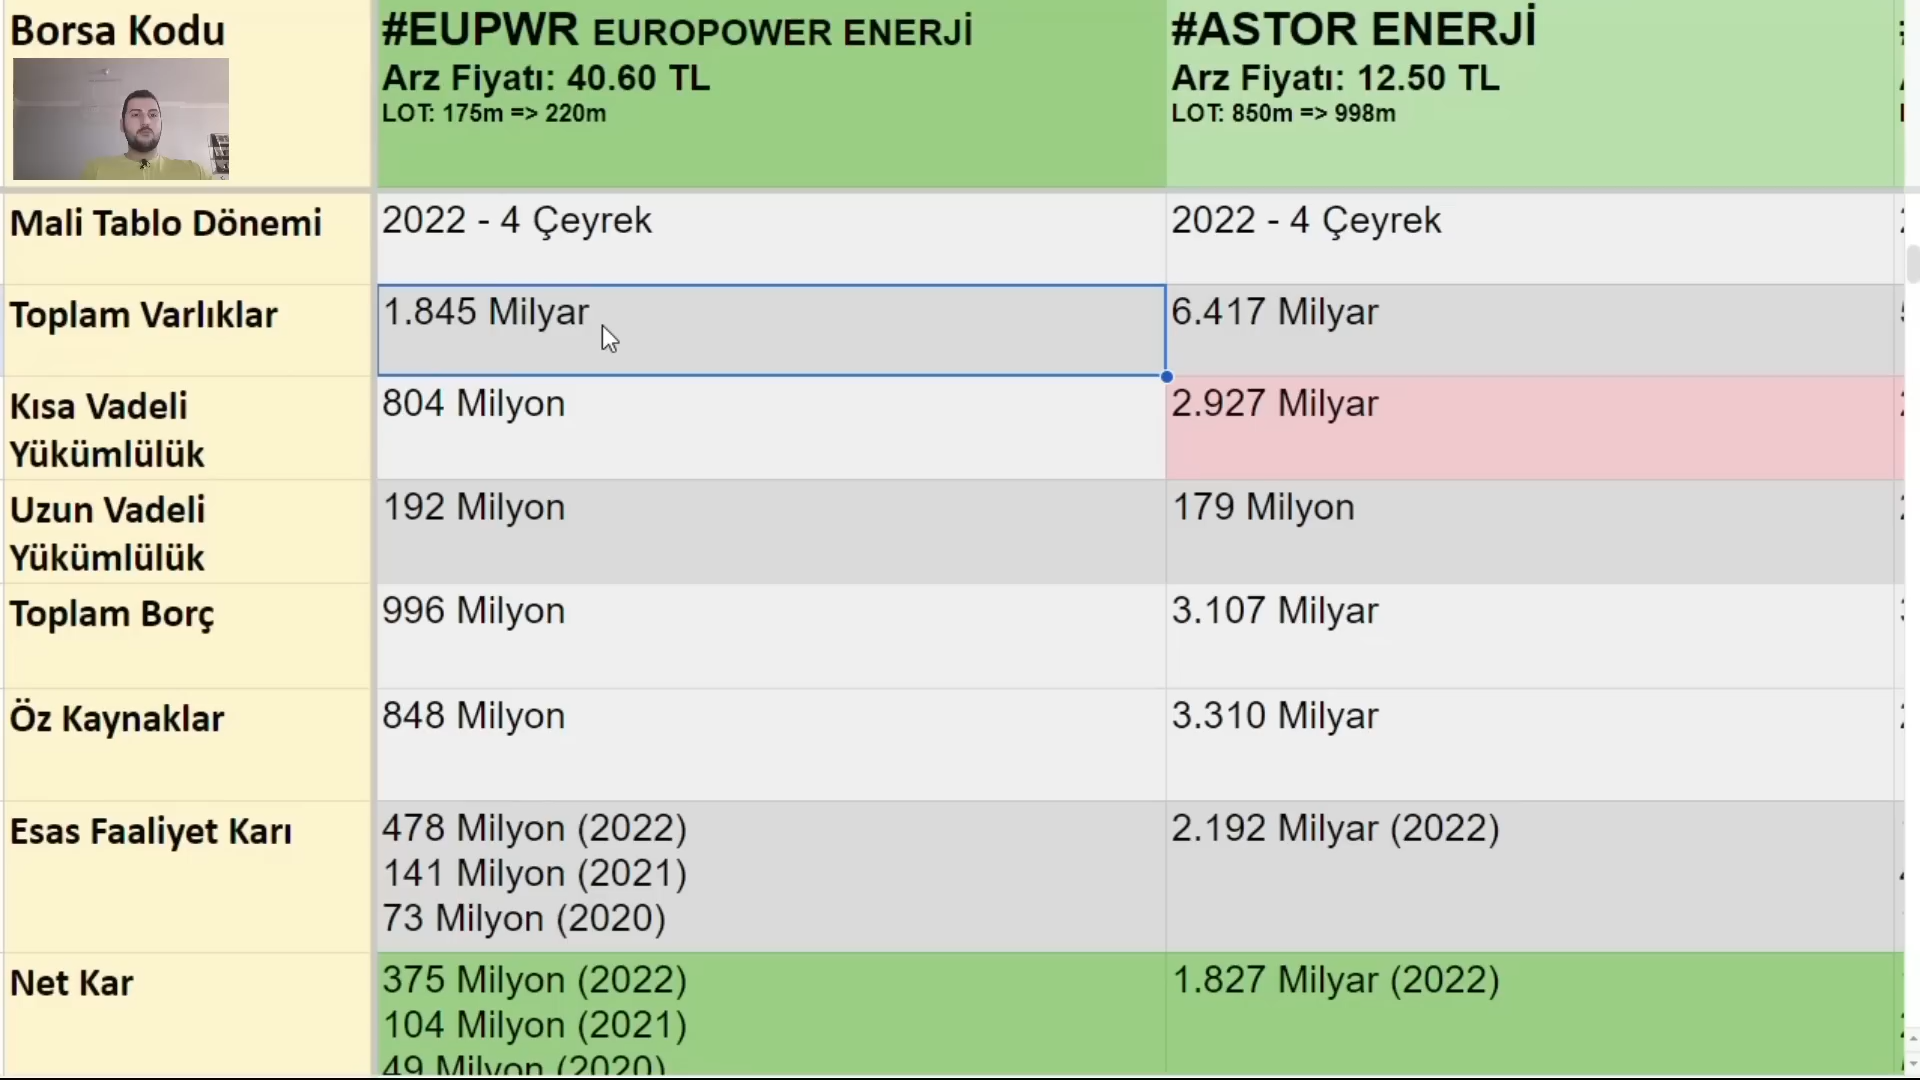 Borsa Kodu
#EUPWR EUROPOWER ENERJİ
Arz Fiyatı: 40.60 TL
LOT: 175m => 220m
#ASTOR ENERJİ
Arz Fiyatı: 12.50 TL
LOT: 850m => 998m
Mali Tablo Dönemi
2022 - 4 Çeyrek
2022 - 4 Çeyrek
Toplam Varlıklar
1.845 Milyar
6.417 Milyar
Kısa Vadeli
Yükümlülük
804 Milyon
2.927 Milyar
Uzun Vadeli
Yükümlülük
192 Milyon
179 Milyon
Toplam Borç
996 Milyon
3.107 Milyar
Öz Kaynaklar
848 Milyon
3.310 Milyar
Esas Faaliyet Karı
478 Milyon (2022)
141 Milyon (2021)
73 Milyon (2020)
2.192 Milyar (2022)
Net Kar
375 Milyon (2022)
104 Milyon (2021)
49 Milyon (2020)
1.827 Milyar (2022)